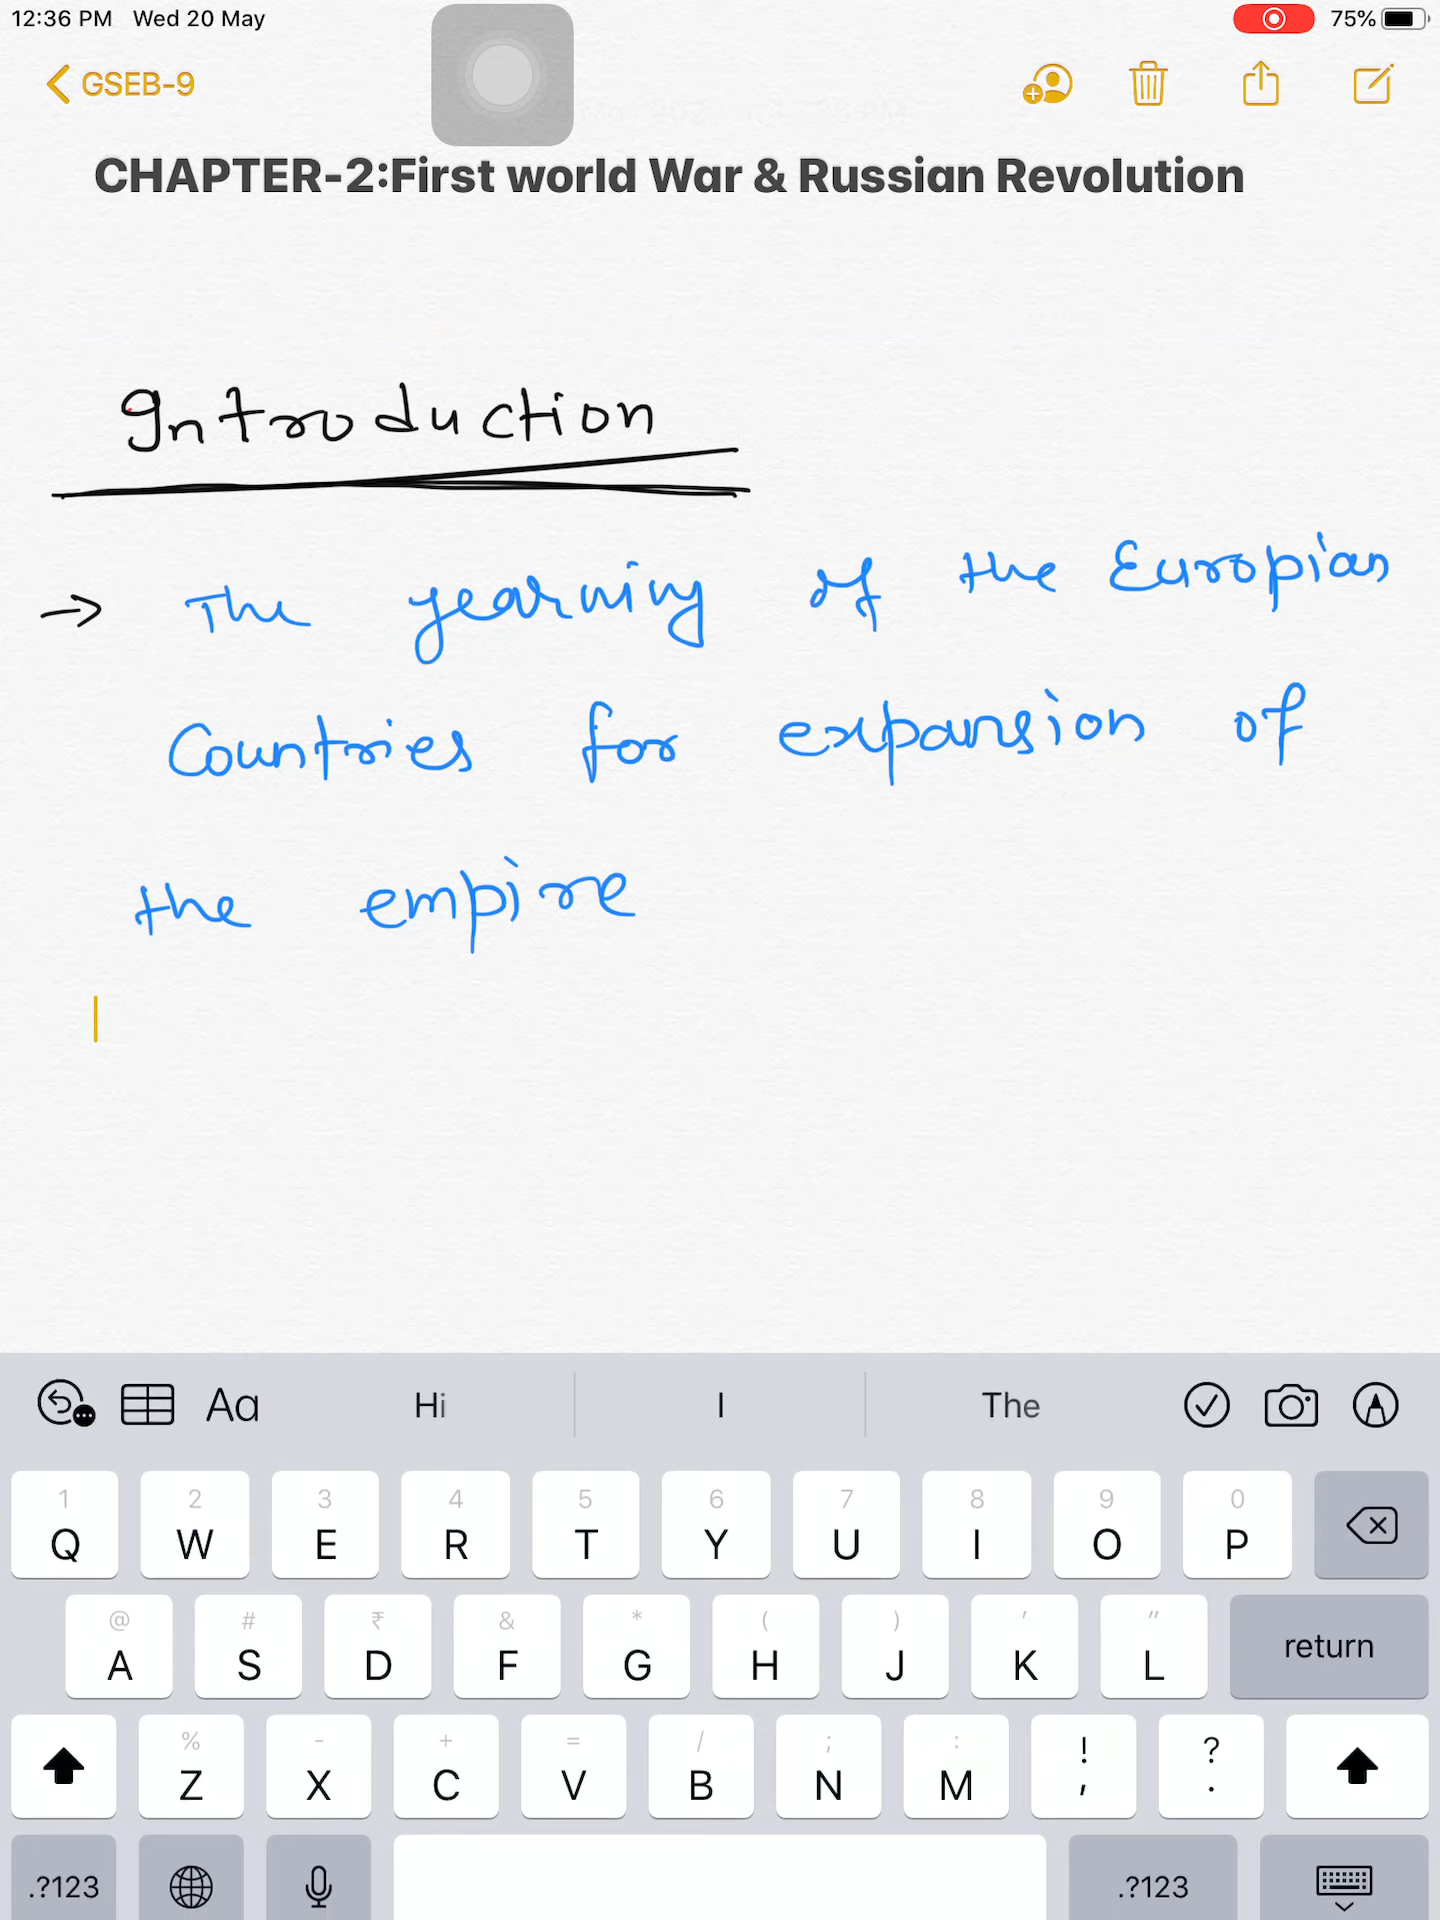 12:36 PM Wed 20 May 75%
GSEB-9
CHAPTER-2:First world War & Russian Revolution
Introduction
→ The yearning of the Europian
Countries for expansion of
the empire
Aa Hi I The
1 2 3 4 5 6 7 8 9 0
Q W E R T Y U I O P
@ # ₹ & * ( ) ' "
A S D F G H J K L return
% - + = / ; : ! ?
Z X C V B N M , .
.?123 .?123